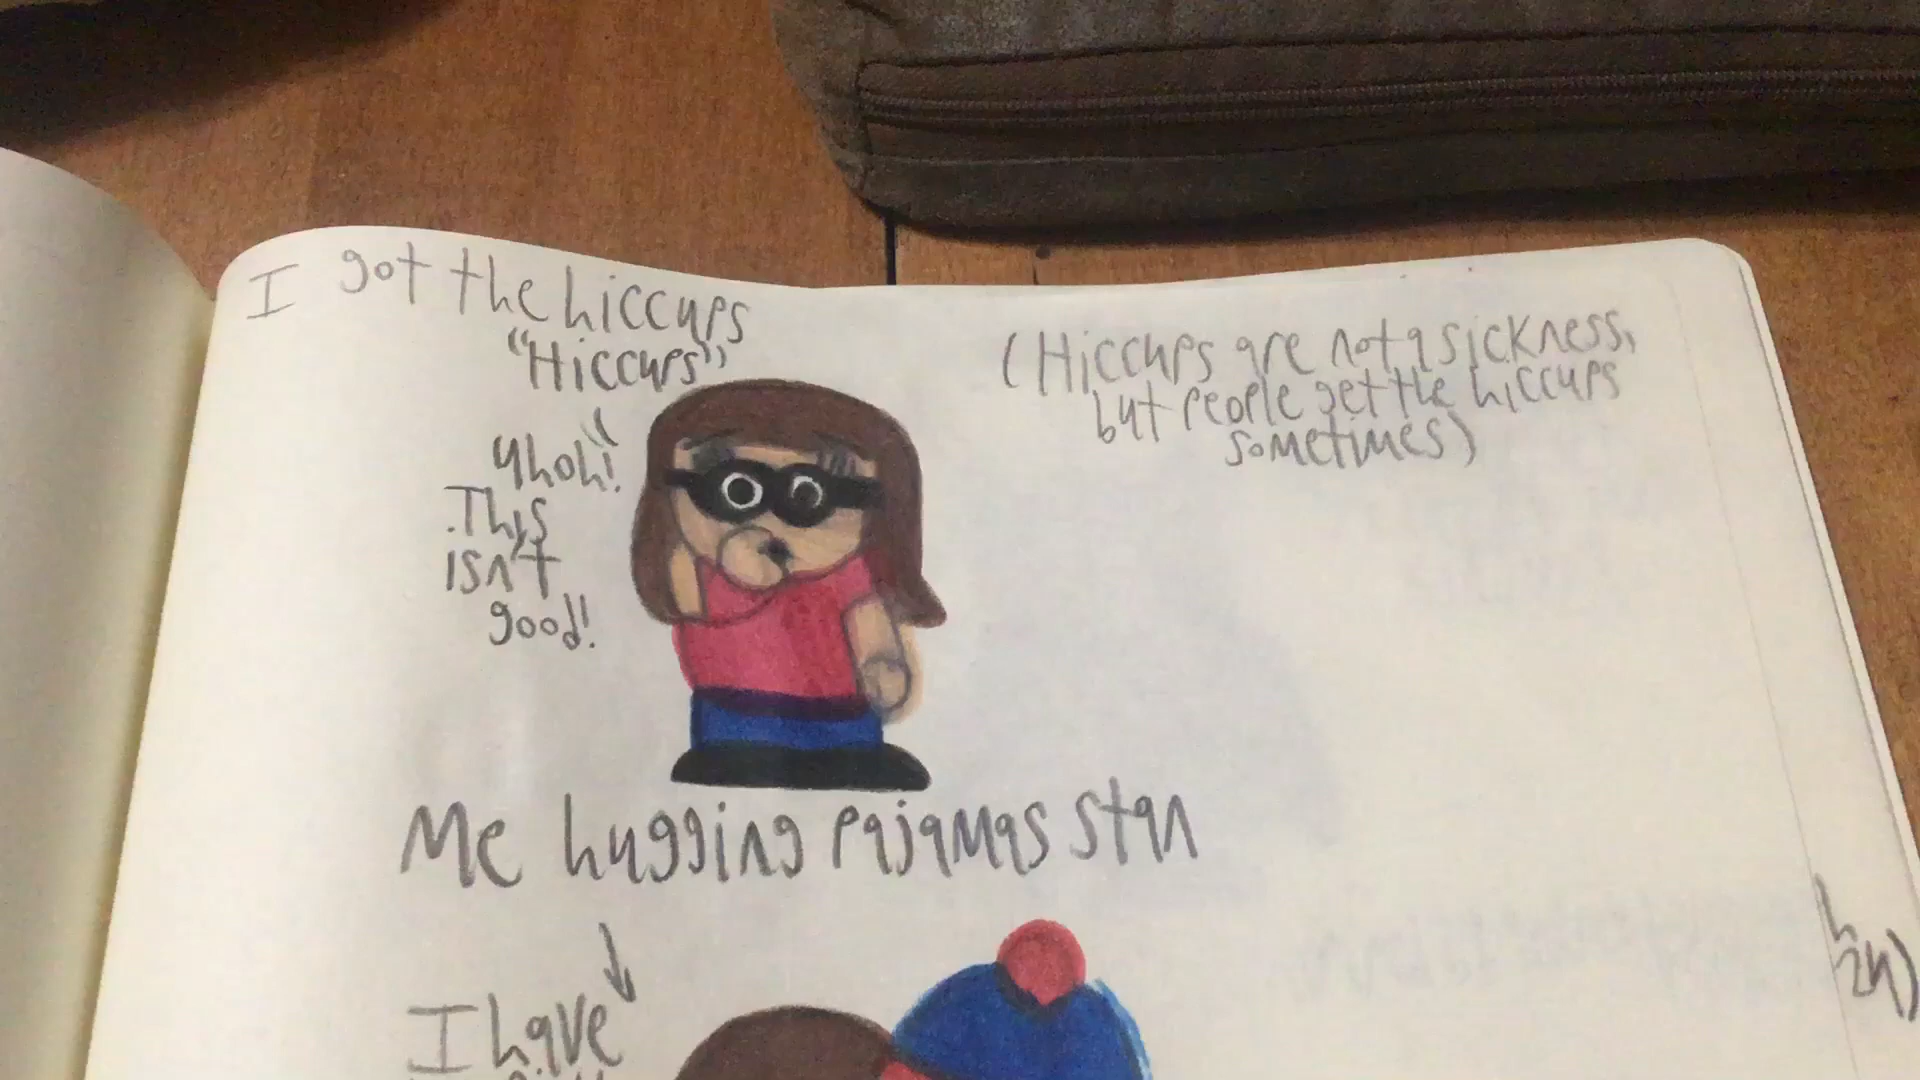 I got the hiccups
"Hiccups"
(Hiccups are not a sickness,
but people get the hiccups
sometimes)
uhoh!
This
isn't
good!
Me hugging pajamas stan
I have